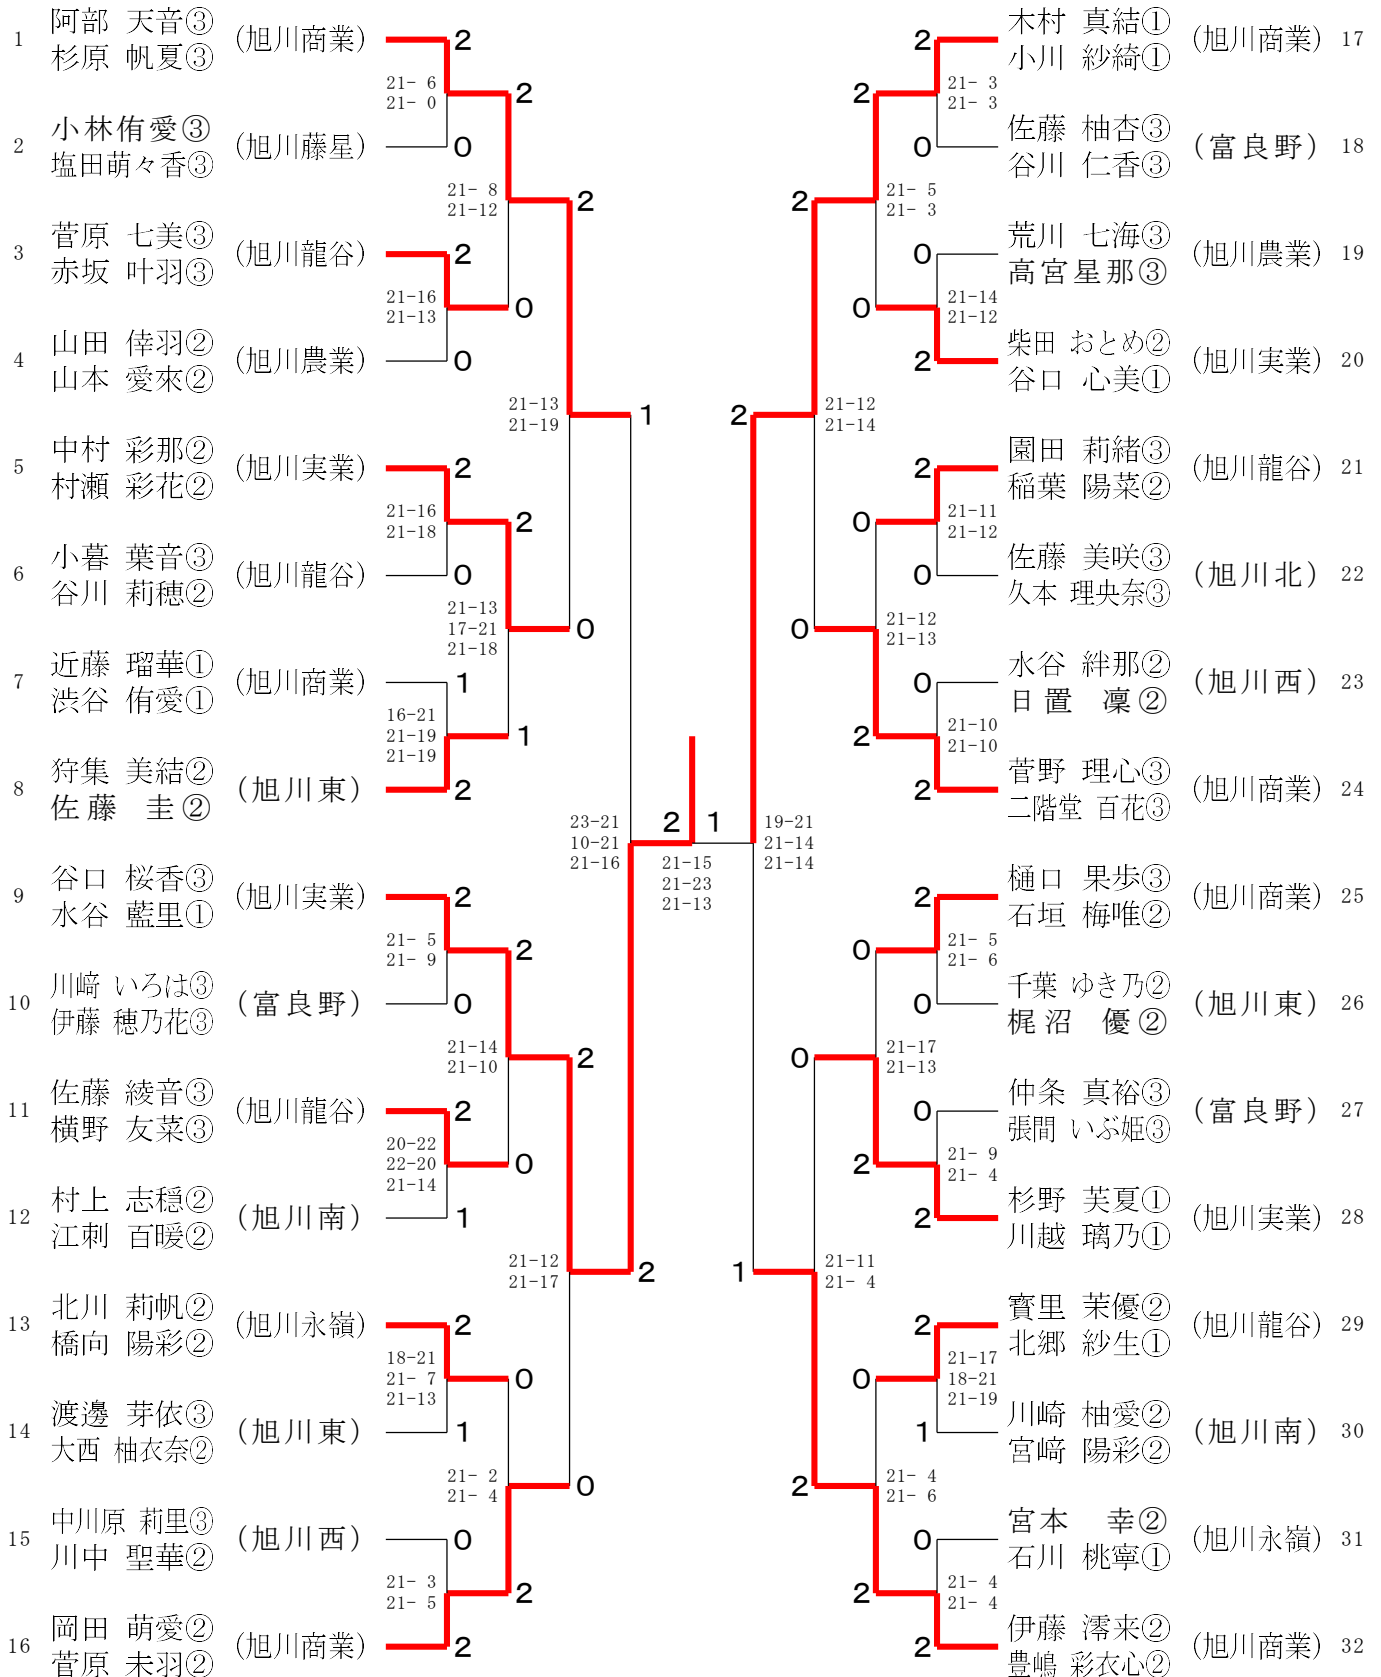 1 阿部 天音③ (旭川商業) 2
杉原 帆夏③
21- 6
21- 0
2
2 小林侑愛③ (旭川藤星) 0
塩田萌々香③
21- 8
21-12
2
3 菅原 七美③ (旭川龍谷) 2
赤坂 叶羽③
21-16
21-13
0
4 山田 倖羽② (旭川農業) 0
山本 愛來②
21-13
21-19
1
5 中村 彩那② (旭川実業) 2
村瀬 彩花②
21-16
21-18
2
6 小暮 葉音③ (旭川龍谷) 0
谷川 莉穂②
21-13
17-21
21-18
0
7 近藤 瑠華① (旭川商業) 1
渋谷 侑愛①
16-21
21-19
21-19
1
8 狩集 美結② (旭川東) 2
佐藤 圭②
23-21
10-21
21-16
2 1
21-15
21-23
21-13
9 谷口 桜香③ (旭川実業) 2
水谷 藍里①
21- 5
21- 9
2
10 川﨑 いろは③ (富良野) 0
伊藤 穂乃花③
21-14
21-10
2
11 佐藤 綾音③ (旭川龍谷) 2
横野 友菜③
20-22
22-20
21-14
0
12 村上 志穏② (旭川南) 1
江刺 百暖②
21-12
21-17
2
13 北川 莉帆② (旭川永嶺) 2
橋向 陽彩②
18-21
21- 7
21-13
0
14 渡邊 芽依③ (旭川東) 1
大西 柚衣奈②
21- 2
21- 4
0
15 中川原 莉里③ (旭川西) 0
川中 聖華②
21- 3
21- 5
2
16 岡田 萌愛② (旭川商業) 2
菅原 未羽②
2 木村 真結① (旭川商業) 17
小川 紗綺①
21- 3
21- 3
2
0 佐藤 柚杏③ (富良野) 18
谷川 仁香③
21- 5
21- 3
2
0 荒川 七海③ (旭川農業) 19
高宮星那③
21-14
21-12
0
2 柴田 おとめ② (旭川実業) 20
谷口 心美①
21-12
21-14
2
2 園田 莉緒③ (旭川龍谷) 21
稲葉 陽菜②
21-11
21-12
0
0 佐藤 美咲③ (旭川北) 22
久本 理央奈③
21-12
21-13
0
0 水谷 絆那② (旭川西) 23
日置 凜②
21-10
21-10
2
2 菅野 理心③ (旭川商業) 24
二階堂 百花③
19-21
21-14
21-14
2 樋口 果歩③ (旭川商業) 25
石垣 梅唯②
21- 5
21- 6
0
0 千葉 ゆき乃② (旭川東) 26
梶沼 優②
21-17
21-13
0
0 仲条 真裕③ (富良野) 27
張間 いぶ姫③
21- 9
21- 4
2
2 杉野 芙夏① (旭川実業) 28
川越 璃乃①
21-11
21- 4
1
2 寳里 茉優② (旭川龍谷) 29
北郷 紗生①
21-17
18-21
21-19
0
1 川崎 柚愛② (旭川南) 30
宮﨑 陽彩②
21- 4
21- 6
2
0 宮本 幸② (旭川永嶺) 31
石川 桃寧①
21- 4
21- 4
2
2 伊藤 澪来② (旭川商業) 32
豊嶋 彩衣心②